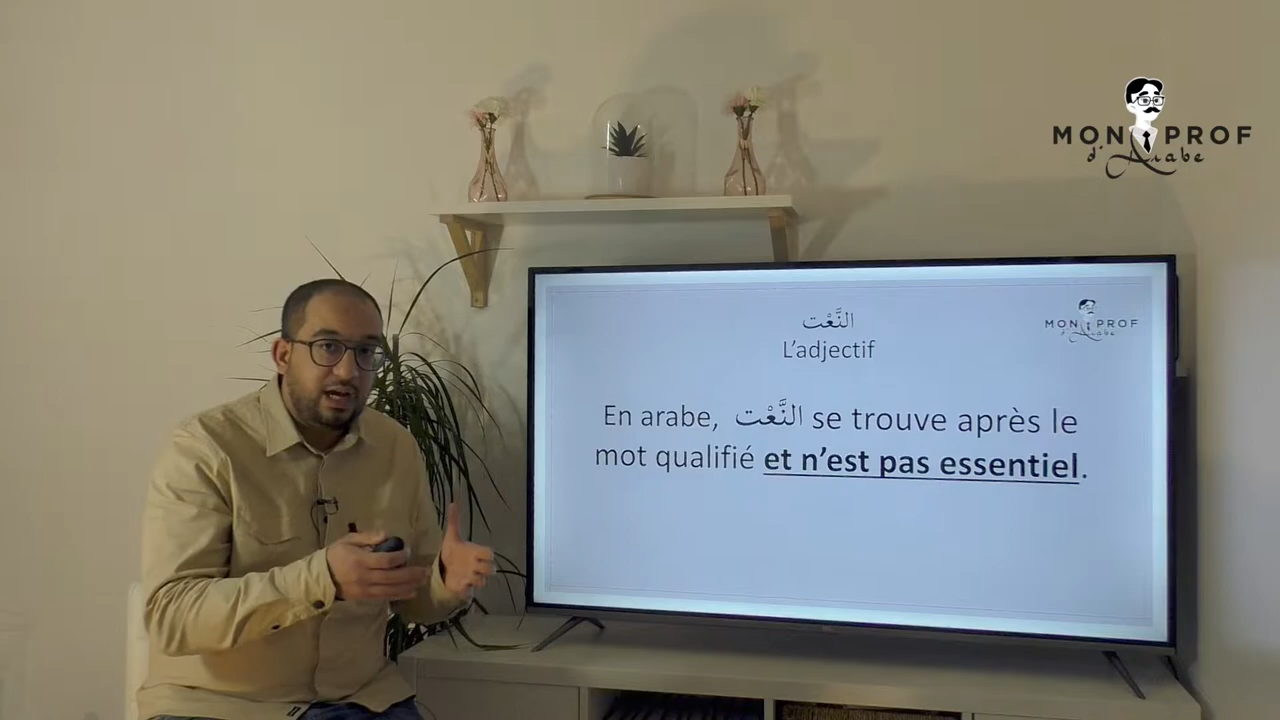 MON PROF
d'Arabe
النَّعْت
L'adjectif
MON PROF
d'Arabe
En arabe, النَّعْت se trouve après le
mot qualifié et n'est pas essentiel.